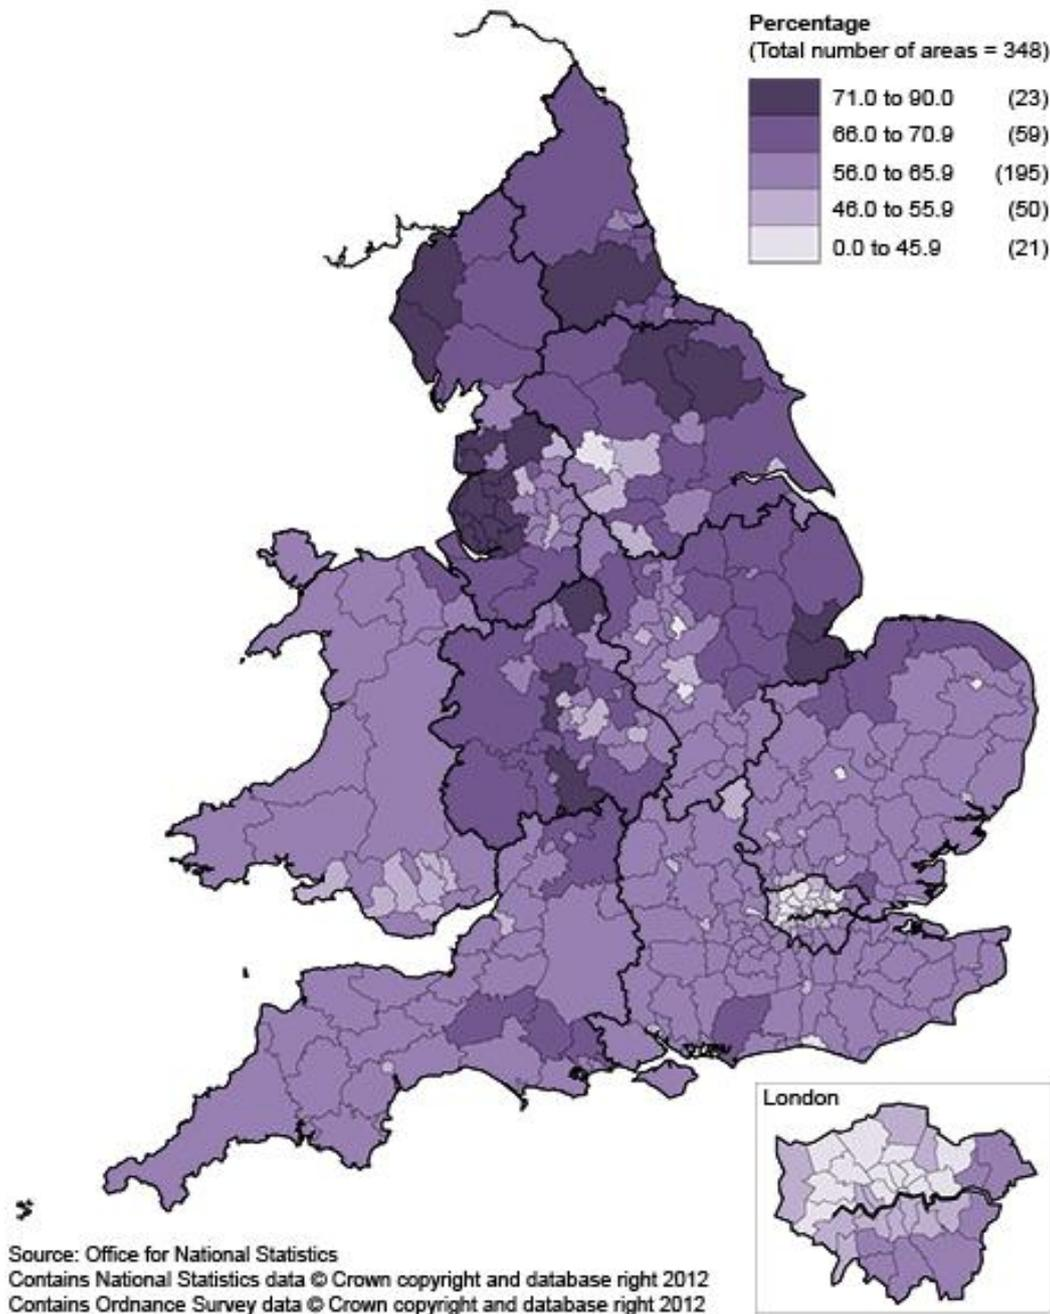 Percentage
(Total number of areas = 348)
71.0 to 90.0 (23)
66.0 to 70.9 (59)
56.0 to 65.9 (195)
46.0 to 55.9 (50)
0.0 to 45.9 (21)
London
Source: Office for National Statistics
Contains National Statistics data © Crown copyright and database right 2012
Contains Ordnance Survey data © Crown copyright and database right 2012